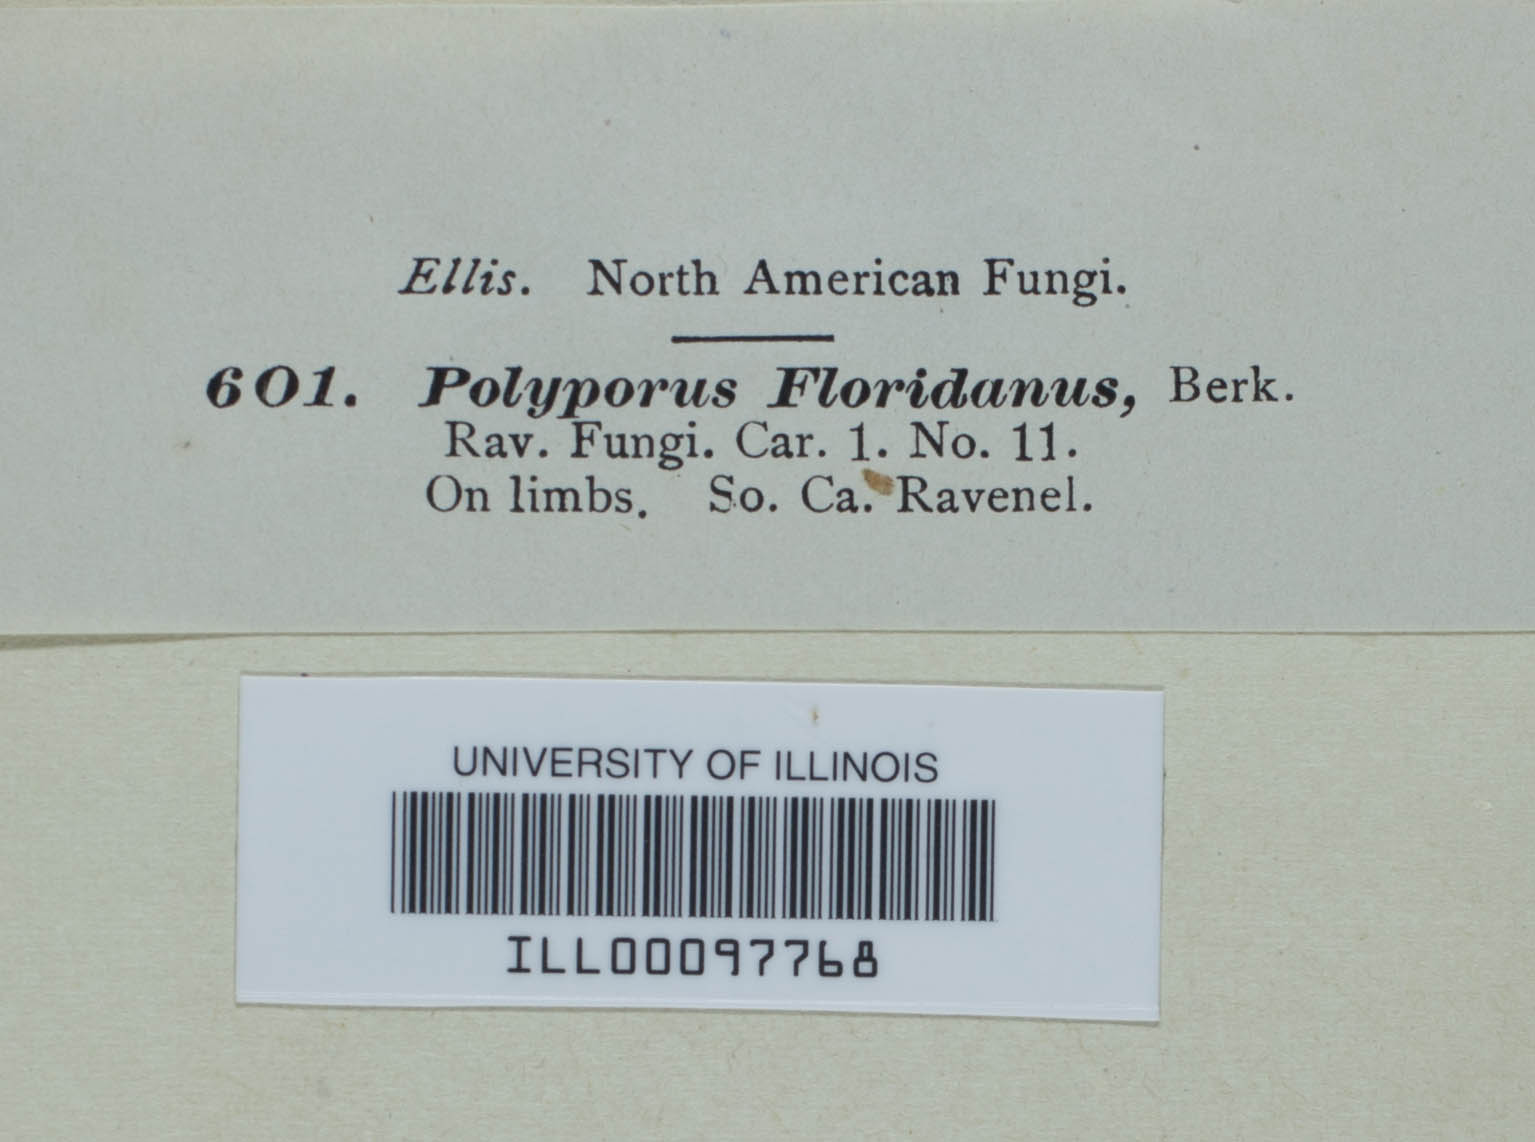 Ellis. North American Fungi.
601. Polyporus Floridanus, Berk.
Rav. Fungi. Car. 1. No. 11.
On limbs. So. Ca. Ravenel.
UNIVERSITY OF ILLINOIS
ILL00097768